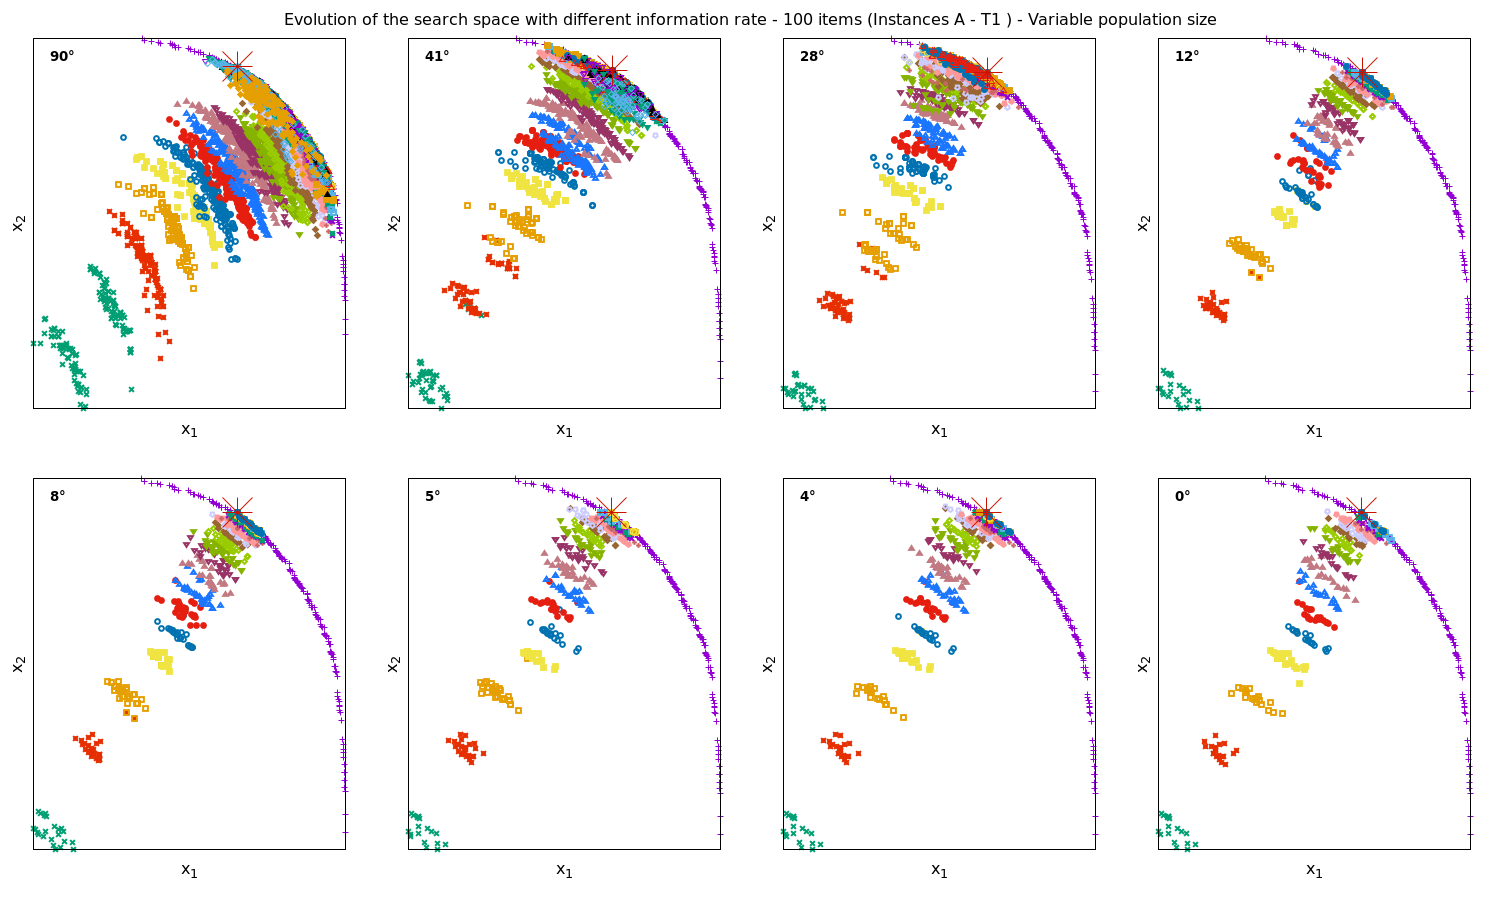 Evolution of the search space with different information rate - 100 items (Instances A - T1 ) - Variable population size
90°
41°
28°
12°
x2
x2
x2
x2
x1
x1
x1
x1
8°
5°
4°
0°
x2
x2
x2
x2
x1
x1
x1
x1